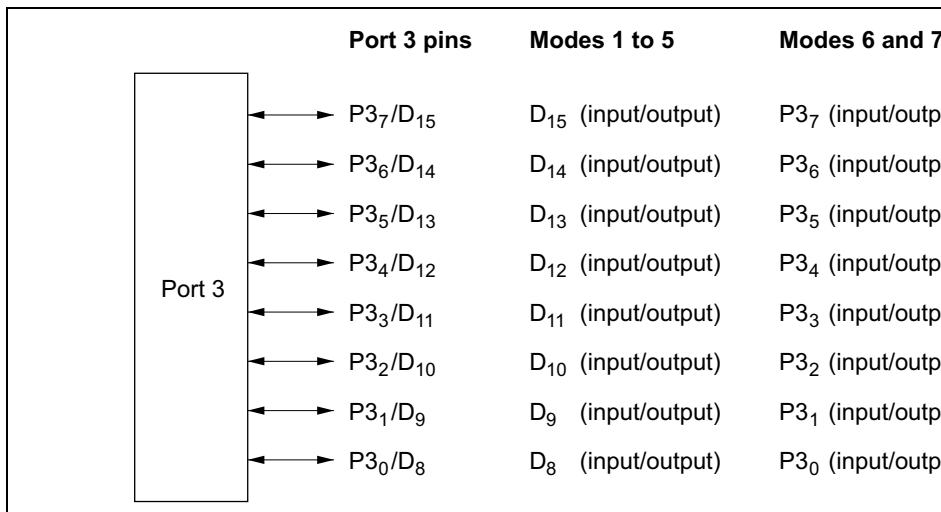 Port 3 pins Modes 1 to 5 Modes 6 and 7
P3₇/D₁₅ D₁₅ (input/output) P3₇ (input/outp
P3₆/D₁₄ D₁₄ (input/output) P3₆ (input/outp
P3₅/D₁₃ D₁₃ (input/output) P3₅ (input/outp
P3₄/D₁₂ D₁₂ (input/output) P3₄ (input/outp
Port 3
P3₃/D₁₁ D₁₁ (input/output) P3₃ (input/outp
P3₂/D₁₀ D₁₀ (input/output) P3₂ (input/outp
P3₁/D₉ D₉ (input/output) P3₁ (input/outp
P3₀/D₈ D₈ (input/output) P3₀ (input/outp